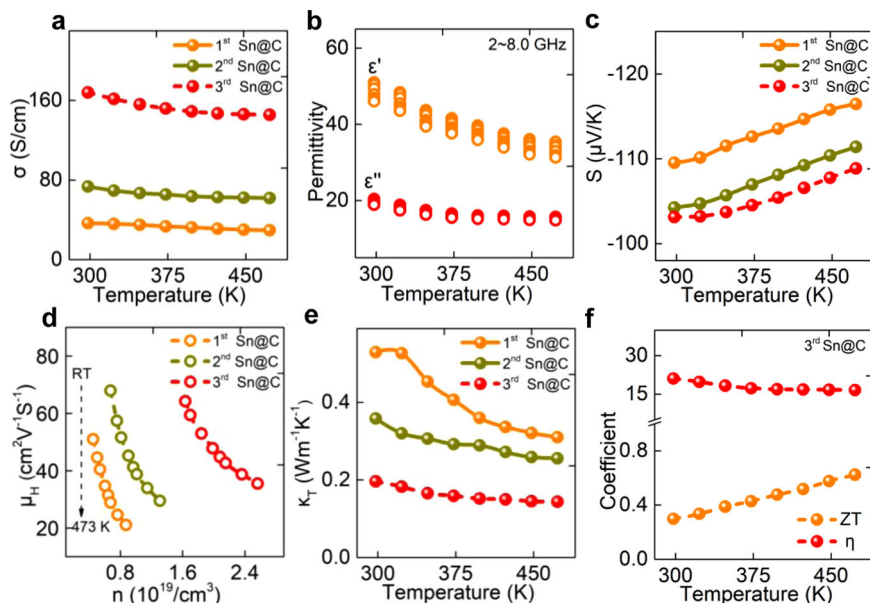 a
σ (S/cm)
160
80
0
1st Sn@C
2nd Sn@C
3rd Sn@C
300 375 450
Temperature (K)
b
Permittivity
60
40
20
2~8.0 GHz
ε'
ε"
300 375 450
Temperature (K)
c
S (μV/K)
-120
-110
-100
1st Sn@C
2nd Sn@C
3rd Sn@C
300 375 450
Temperature (K)
d
μH (cm2V-1S-1)
80
60
40
20
RT
473 K
1st Sn@C
2nd Sn@C
3rd Sn@C
0.8 1.6 2.4
n (10^19/cm3)
e
κT (Wm-1K-1)
0.4
0.2
0.0
1st Sn@C
2nd Sn@C
3rd Sn@C
300 375 450
Temperature (K)
f
Coefficient
30
15
0.8
0.4
0.0
3rd Sn@C
ZT
η
300 375 450
Temperature (K)